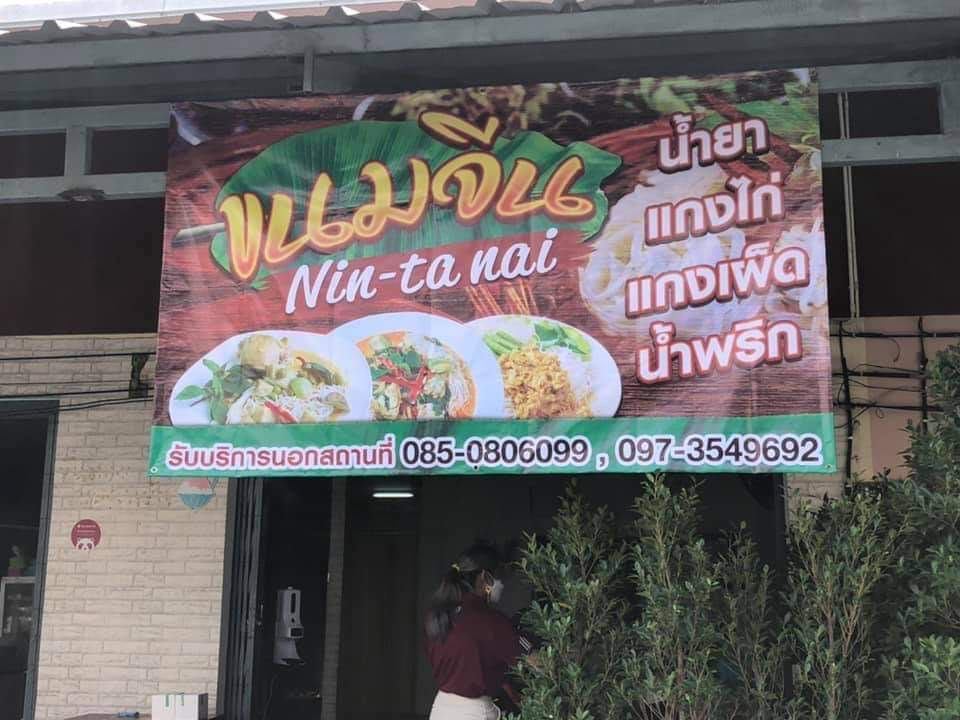 ขนมจีน
Nin-ta nai
น้ำยา
แกงไก่
แกงเผ็ด
น้ำพริก
รับบริการนอกสถานที่ 085-0806099 , 097-3549692